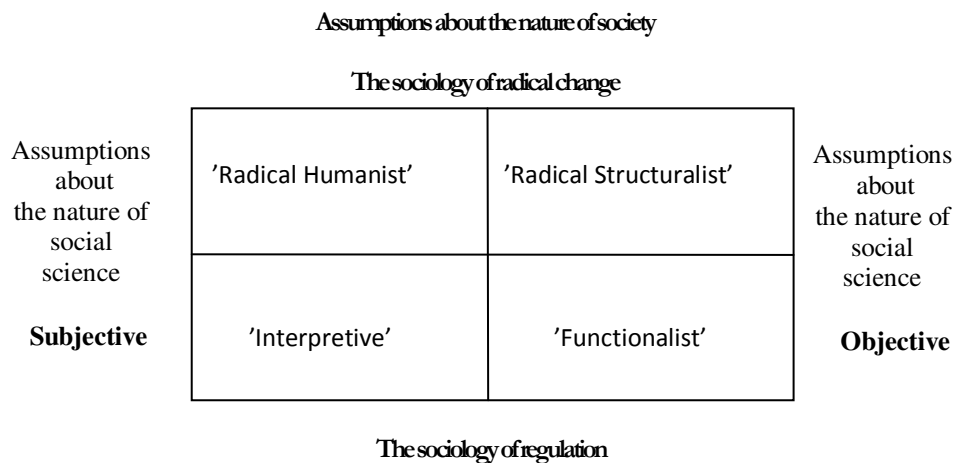 Assumptions about the nature of society
The sociology of radical change
Assumptions
about
the nature of
social
science
Subjective
’Radical Humanist’
’Radical Structuralist’
’Interpretive’
’Functionalist’
Assumptions
about
the nature of
social
science
Objective
The sociology of regulation